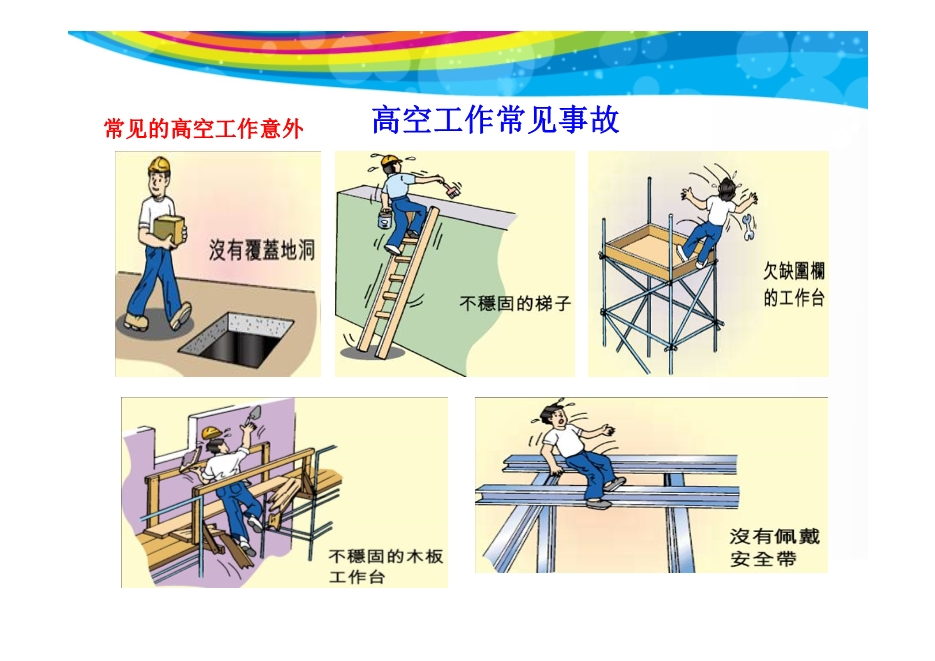 高空工作常见事故
常见的高空工作意外
沒有覆蓋地洞
不穩固的梯子
欠缺圍欄
的工作台
不穩固的木板
工作台
沒有佩戴
安全帶